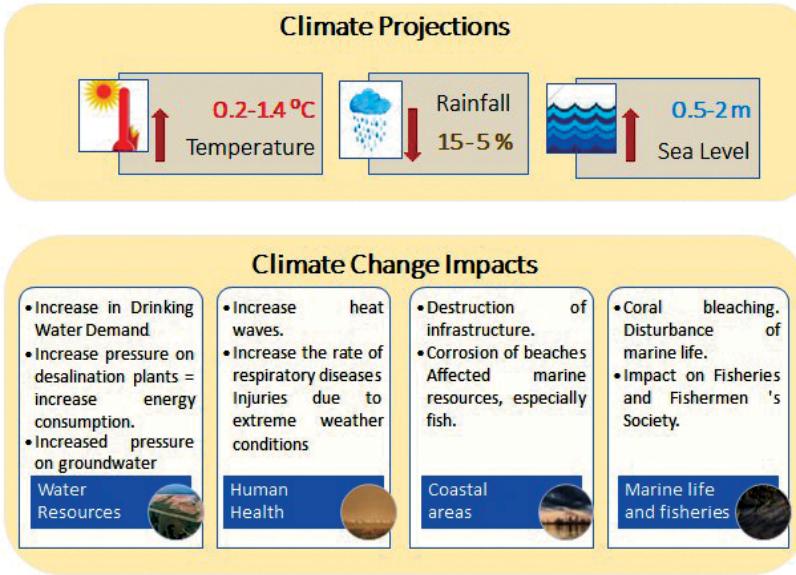 Climate Projections
0.2-1.4 ºC
Temperature
Rainfall
15-5 %
0.5-2 m
Sea Level
Climate Change Impacts
•Increase in Drinking
Water Demand
•Increase pressure on
desalination plants =
increase energy
consumption.
•Increased pressure
on groundwater
Water
Resources
•Increase heat
waves.
•Increase the rate of
respiratory diseases
Injuries due to
extreme weather
conditions
Human
Health
•Destruction of
infrastructure.
•Corrosion of beaches
Affected marine
resources, especially
fish.
Coastal
areas
•Coral bleaching.
Disturbance of
marine life.
•Impact on Fisheries
and Fishermen 's
Society.
Marine life
and fisheries